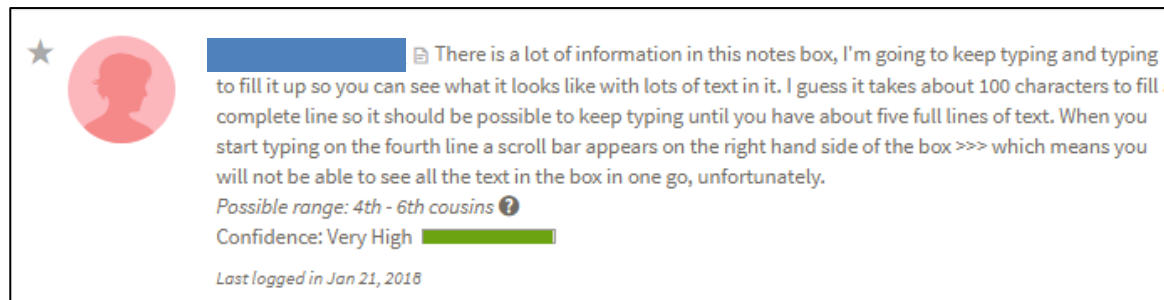 There is a lot of information in this notes box, I'm going to keep typing and typing
to fill it up so you can see what it looks like with lots of text in it. I guess it takes about 100 characters to fill
complete line so it should be possible to keep typing until you have about five full lines of text. When you
start typing on the fourth line a scroll bar appears on the right hand side of the box >>> which means you
will not be able to see all the text in the box in one go, unfortunately.
Possible range: 4th - 6th cousins ?
Confidence: Very High
Last logged in Jan 21, 2018